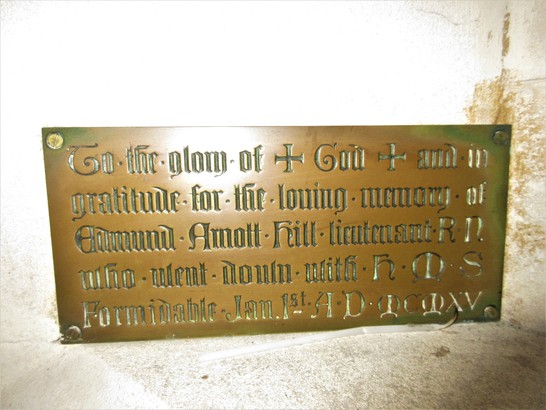 To · the · glory · of ✠ God ✠ and · in
gratitude · for · the · loving · memory · of
Edmund · Arnott · Hill · lieutenant · R · N
who · went · down · with · H · M · S
Formidable · Jan. 1st · A · D · MCMXV